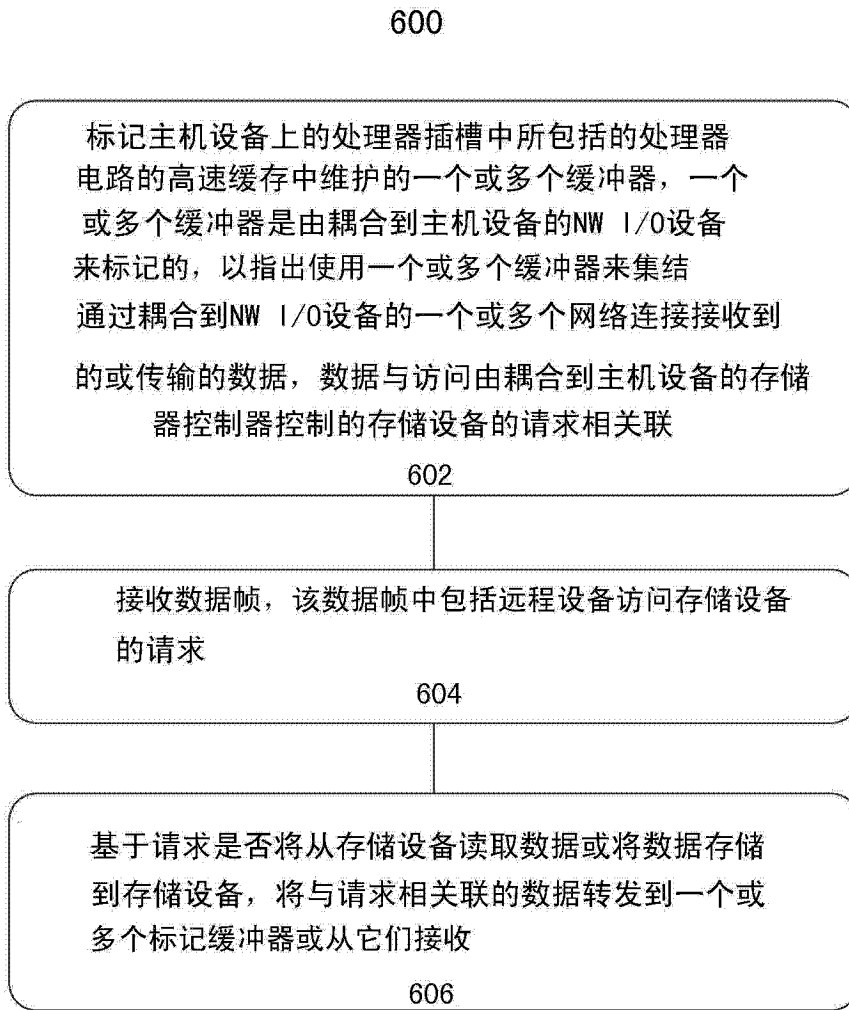 600
标记主机设备上的处理器插槽中所包括的处理器
电路的高速缓存中维护的一个或多个缓冲器，一个
或多个缓冲器是由耦合到主机设备的NW I/O设备
来标记的，以指出使用一个或多个缓冲器来集结
通过耦合到NW I/O设备的一个或多个网络连接接收到
的或传输的数据，数据与访问由耦合到主机设备的存储
器控制器控制的存储设备的请求相关联
602
接收数据帧，该数据帧中包括远程设备访问存储设备
的请求
604
基于请求是否将从存储设备读取数据或将数据存储
到存储设备，将与请求相关联的数据转发到一个或
多个标记缓冲器或从它们接收
606